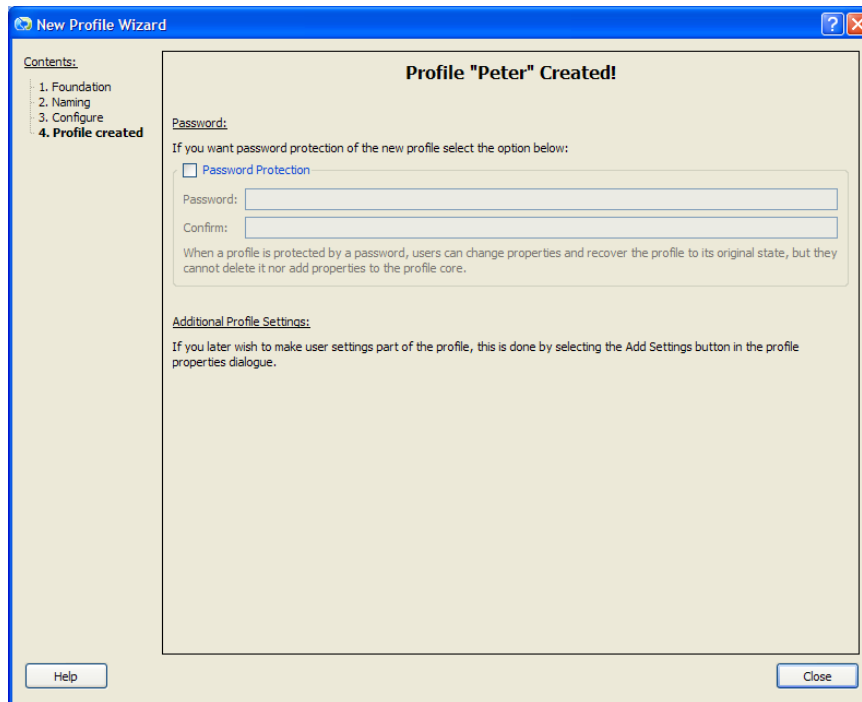 New Profile Wizard
Contents:
1. Foundation
2. Naming
3. Configure
4. Profile created
Profile "Peter" Created!
Password:
If you want password protection of the new profile select the option below:
Password Protection
Password:
Confirm:
When a profile is protected by a password, users can change properties and recover the profile to its original state, but they
cannot delete it nor add properties to the profile core.
Additional Profile Settings:
If you later wish to make user settings part of the profile, this is done by selecting the Add Settings button in the profile
properties dialogue.
Help
Close